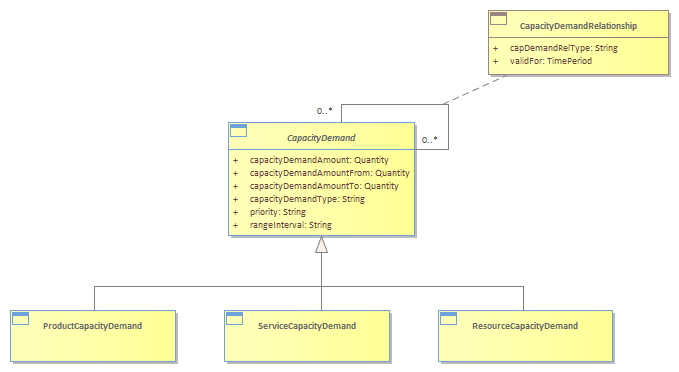 CapacityDemandRelationship
+ capDemandRelType: String
+ validFor: TimePeriod
0..*
CapacityDemand
0..*
+ capacityDemandAmount: Quantity
+ capacityDemandAmountFrom: Quantity
+ capacityDemandAmountTo: Quantity
+ capacityDemandType: String
+ priority: String
+ rangeInterval: String
ProductCapacityDemand
ServiceCapacityDemand
ResourceCapacityDemand